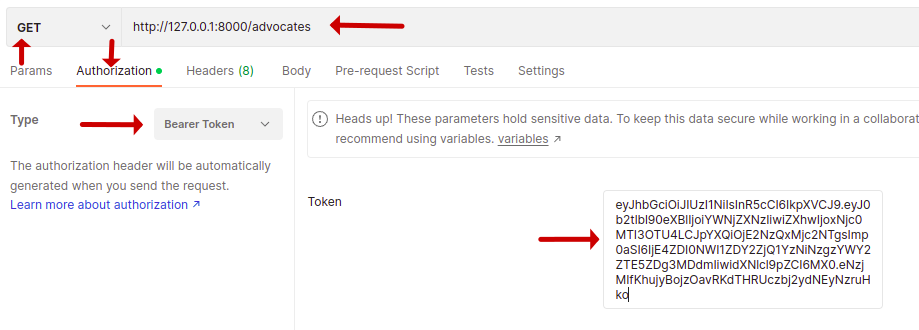 GET http://127.0.0.1:8000/advocates
Params Authorization Headers (8) Body Pre-request Script Tests Settings
Type
Bearer Token
The authorization header will be automatically
generated when you send the request.
Learn more about authorization ↗
Heads up! These parameters hold sensitive data. To keep this data secure while working in a collaborat
recommend using variables. variables ↗
Token
eyJhbGciOiJIUzI1NiIsInR5cCI6IkpXVCJ9.eyJ0
b2tlbl90eXBlIjoiYWNjZXNzIiwiZXhwIjoxNjc0
MTI3OTU4LCJpYXQiOjE2NzQxMjc2NTgsImp
0aSI6IjE4ZDI0NWI1ZDY2ZjQ1YzNiNzgzYWY2
ZTE5ZDg3MDdmIiwidXNlcl9pZCI6MX0.eNzj
MIfKhujyBojzOavRKdTHRUczbj2ydNEyNzruH
ko